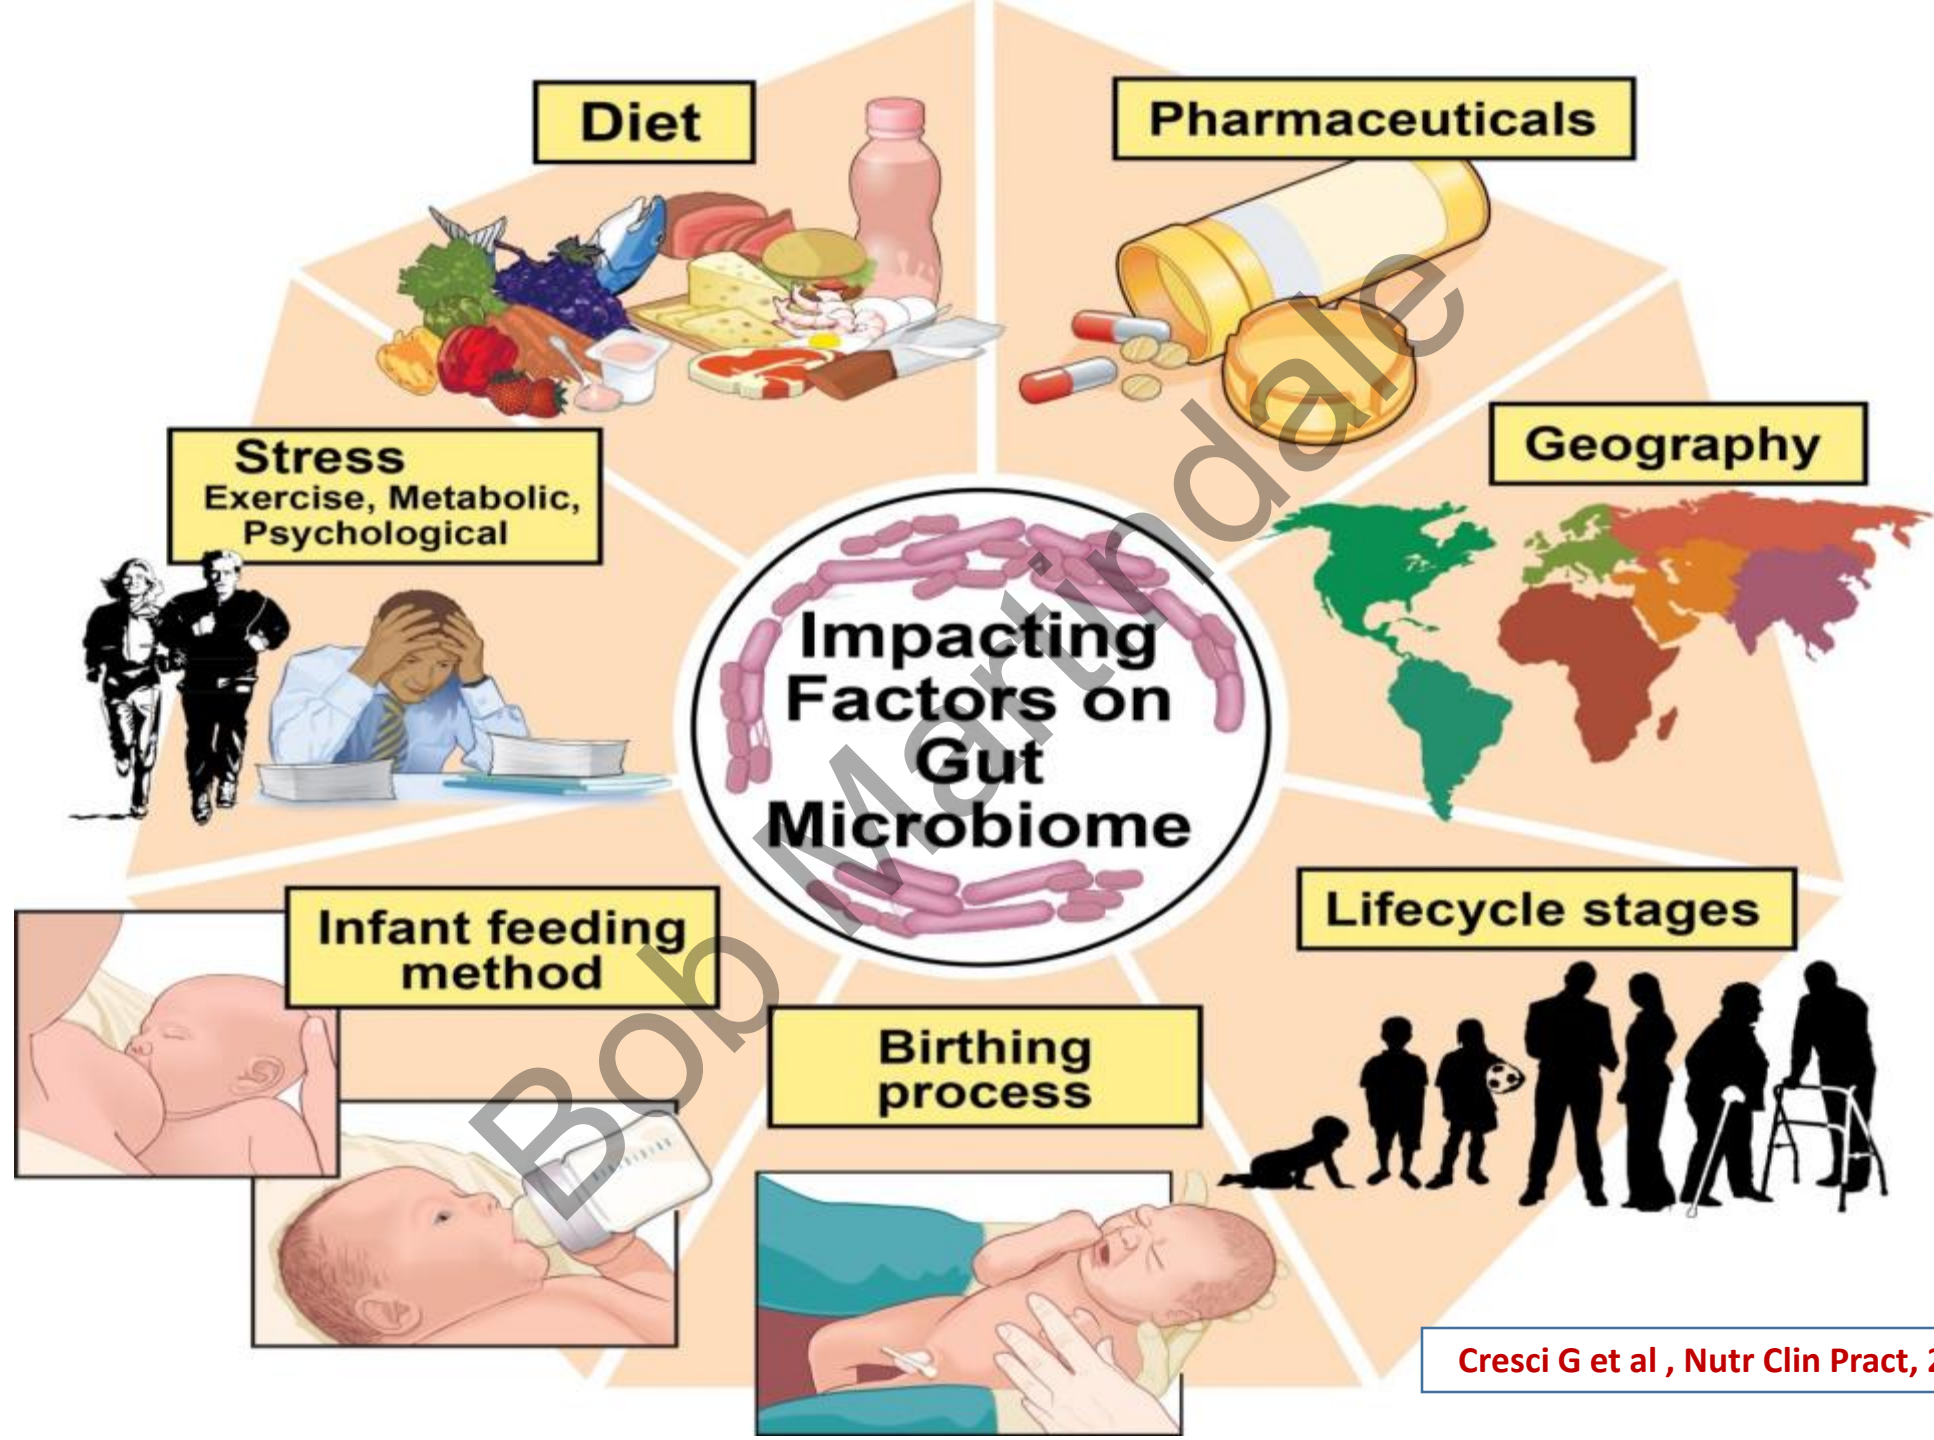 Diet
Pharmaceuticals
Stress
Exercise, Metabolic,
Psychological
Geography
Impacting
Factors on
Gut
Microbiome
Infant feeding
method
Birthing
process
Lifecycle stages
Bob Martindale
Cresci G et al , Nutr Clin Pract,